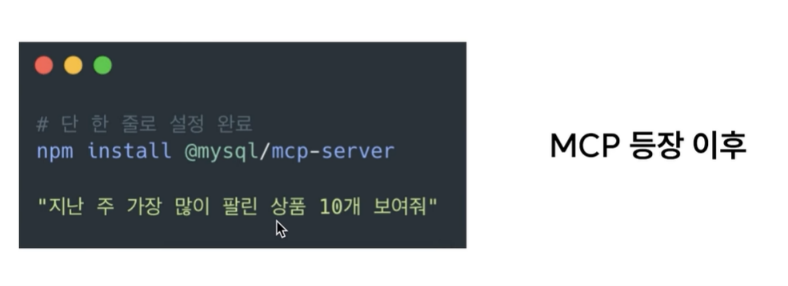 # 단 한 줄로 설정 완료
npm install @mysql/mcp-server
"지난 주 가장 많이 팔린 상품 10개 보여줘"
MCP 등장 이후